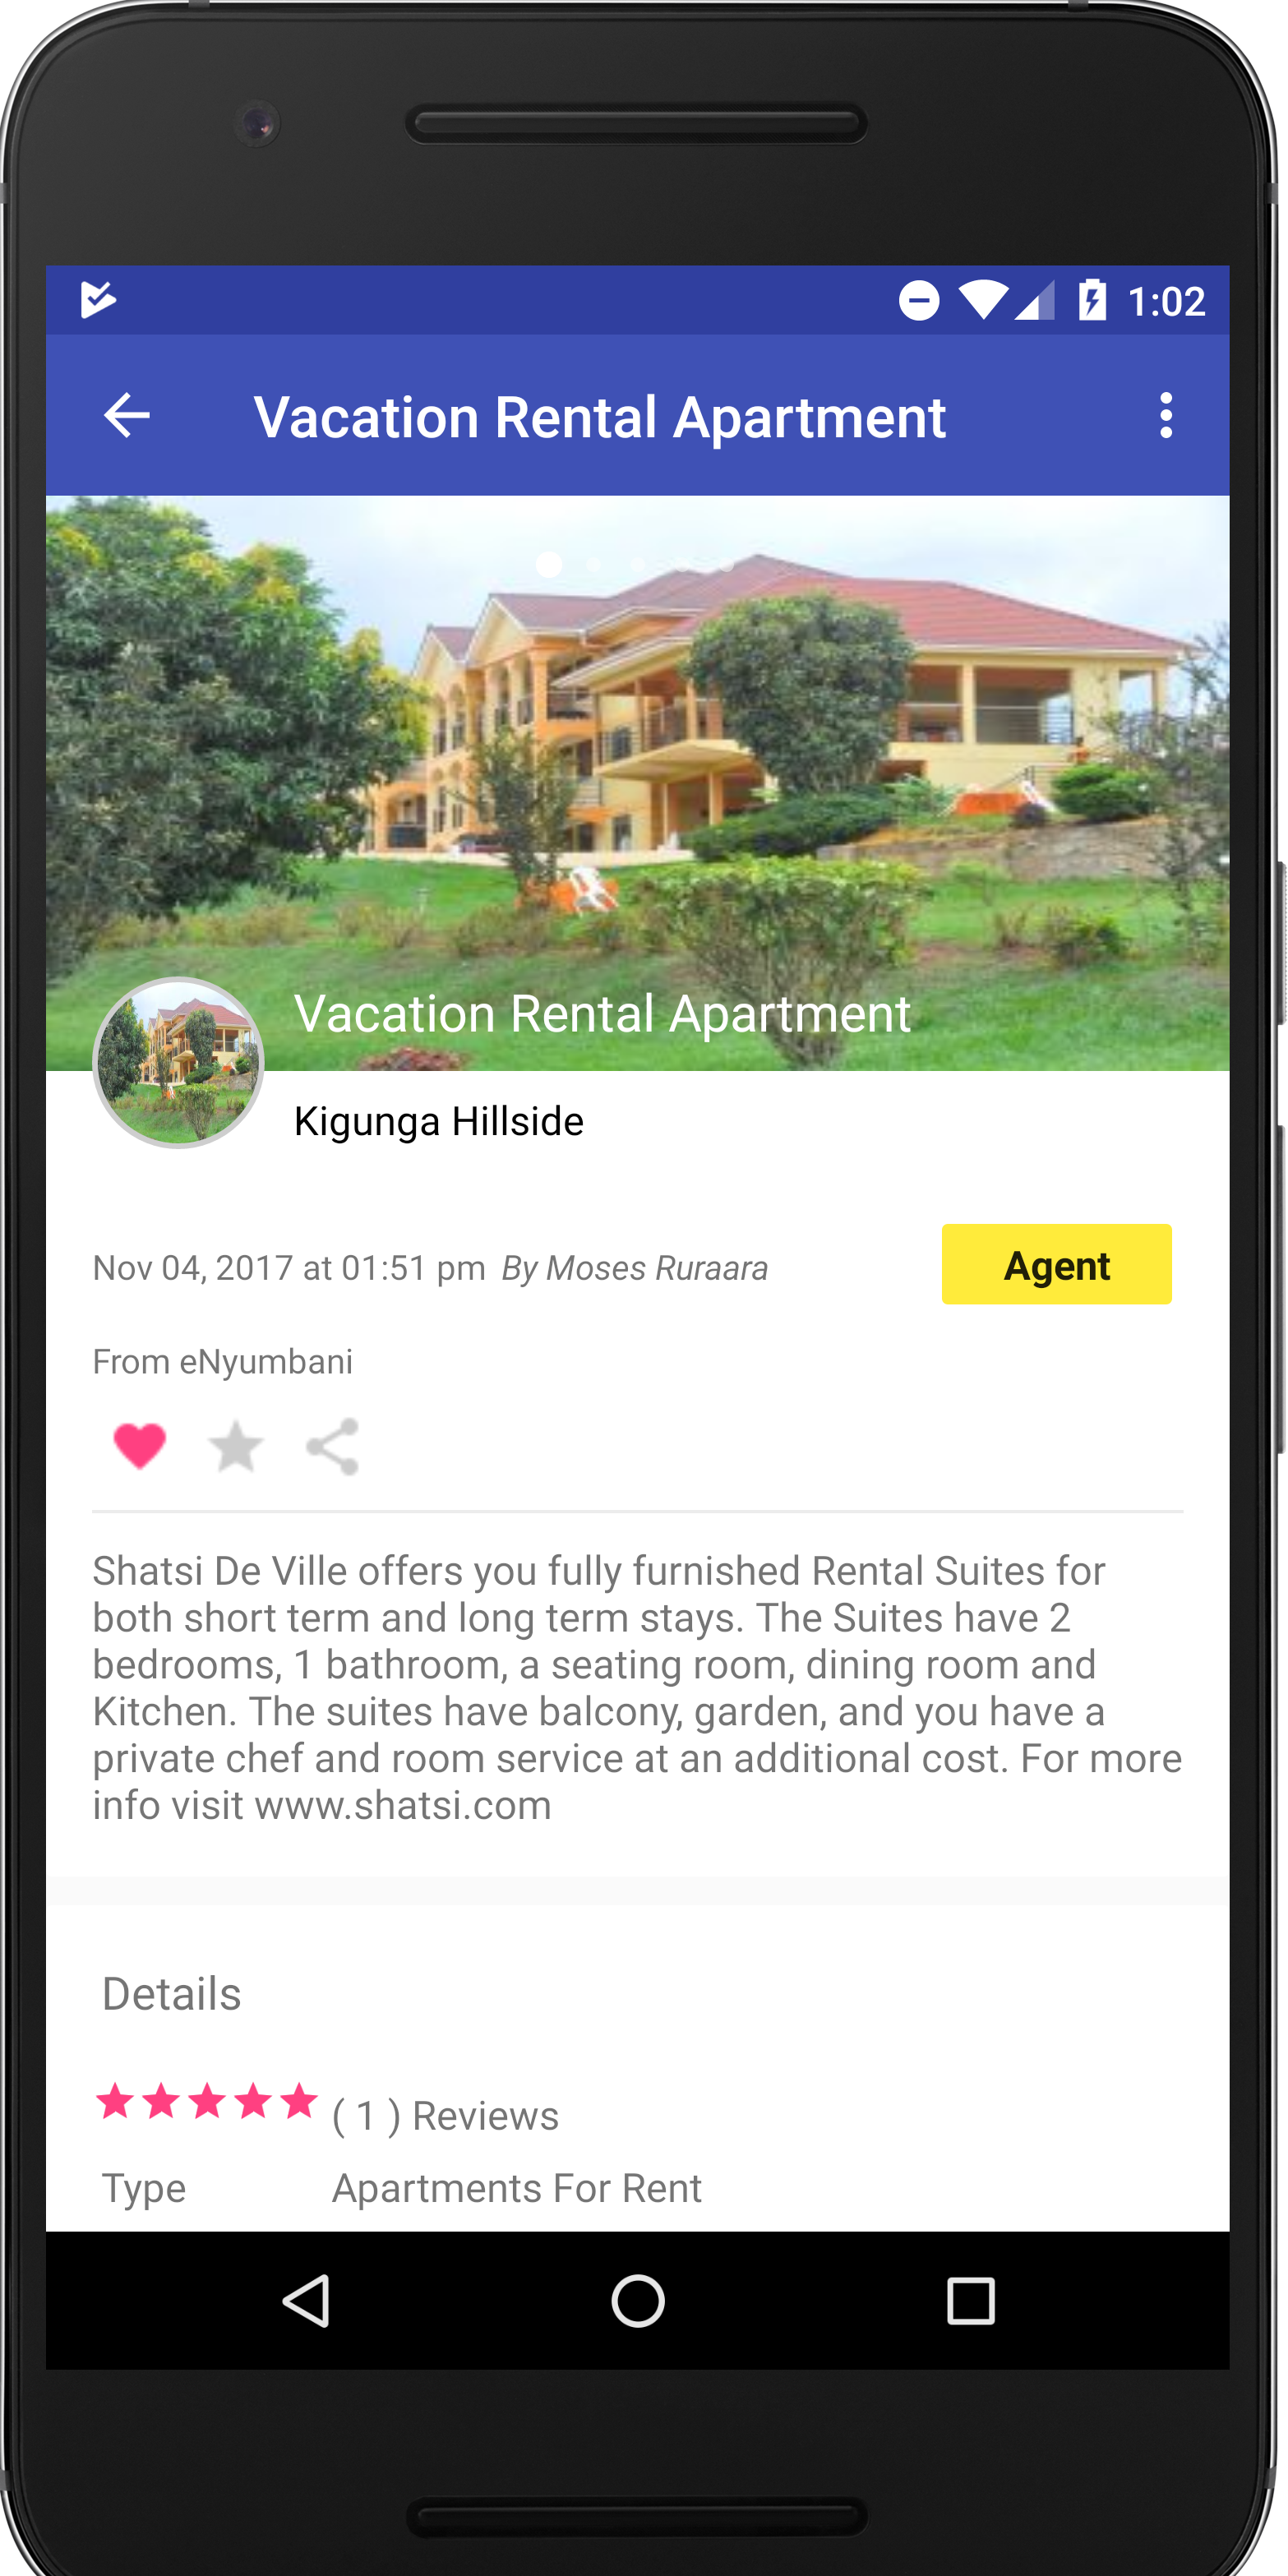 1:02
Vacation Rental Apartment
Vacation Rental Apartment
Kigunga Hillside
Nov 04, 2017 at 01:51 pm By Moses Ruraara
Agent
From eNyumbani
Shatsi De Ville offers you fully furnished Rental Suites for
both short term and long term stays. The Suites have 2
bedrooms, 1 bathroom, a seating room, dining room and
Kitchen. The suites have balcony, garden, and you have a
private chef and room service at an additional cost. For more
info visit www.shatsi.com
Details
( 1 ) Reviews
Type Apartments For Rent